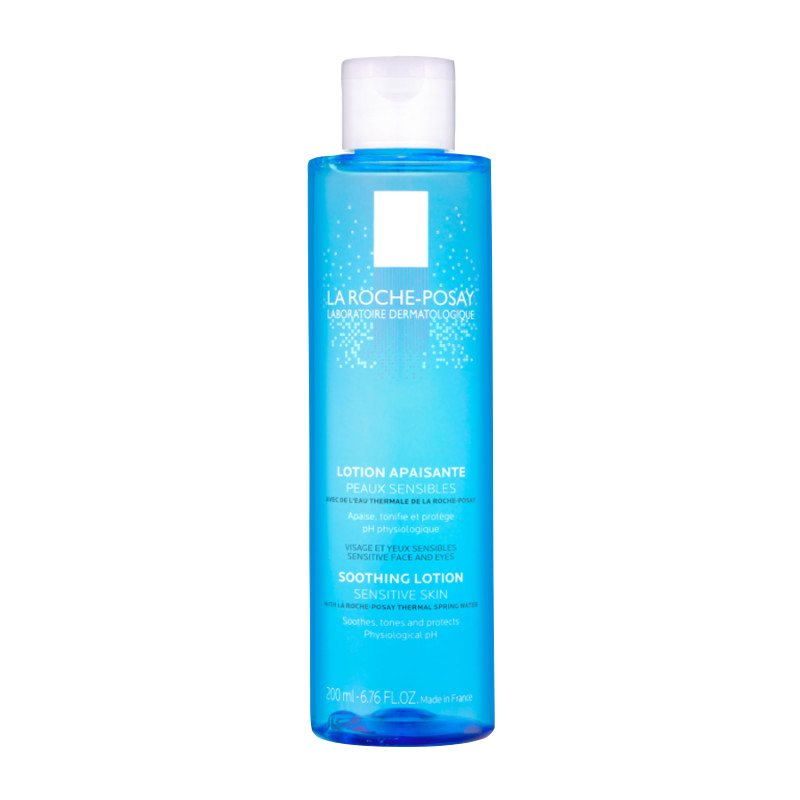 LA ROCHE-POSAY
LABORATOIRE DERMATOLOGIQUE
LOTION APAISANTE
PEAUX SENSIBLES
AVEC DE L'EAU THERMALE DE LA ROCHE-POSAY
Apaise, tonifie et protège
pH physiologique
VISAGE ET YEUX SENSIBLES
SENSITIVE FACE AND EYES
SOOTHING LOTION
SENSITIVE SKIN
WITH LA ROCHE-POSAY THERMAL SPRING WATER
Soothes, tones and protects
Physiological pH
200 ml - 6.76 FL.OZ. Made in France